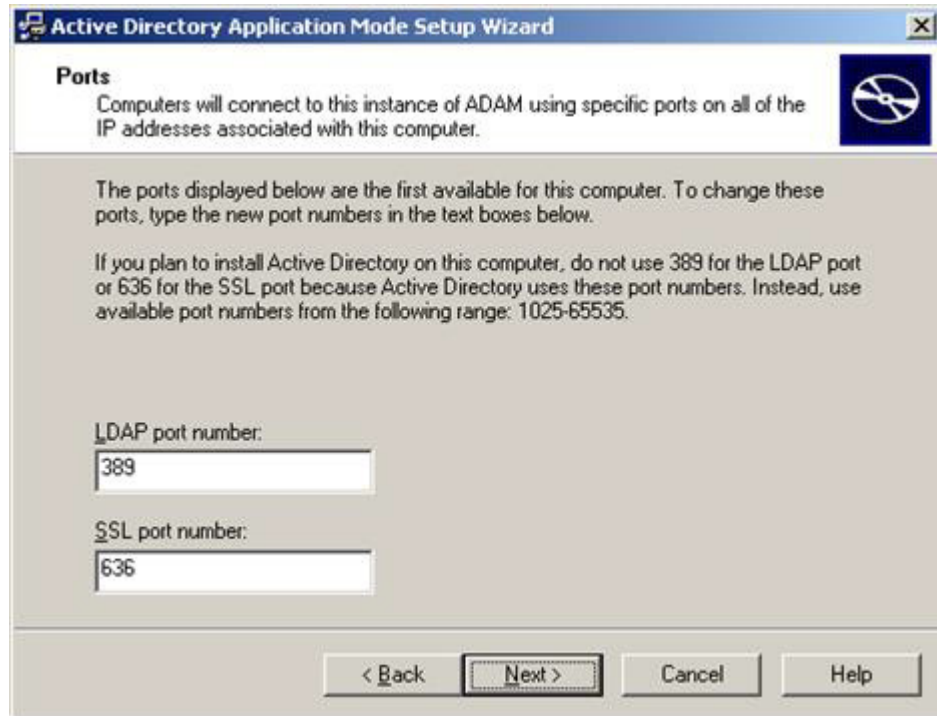 Active Directory Application Mode Setup Wizard
Ports
Computers will connect to this instance of ADAM using specific ports on all of the
IP addresses associated with this computer.
The ports displayed below are the first available for this computer. To change these
ports, type the new port numbers in the text boxes below.
If you plan to install Active Directory on this computer, do not use 389 for the LDAP port
or 636 for the SSL port because Active Directory uses these port numbers. Instead, use
available port numbers from the following range: 1025-65535.
LDAP port number:
389
SSL port number:
636
< Back Next > Cancel Help